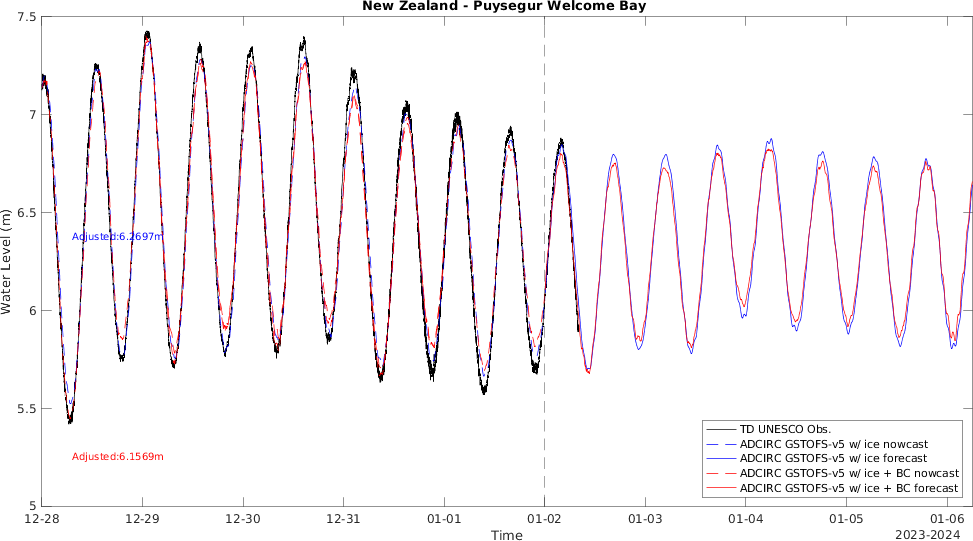 New Zealand - Puysegur Welcome Bay
7.5
7
6.5
6
5.5
5
Water Level (m)
Adjusted:6.2697m
Adjusted:6.1569m
TD UNESCO Obs.
ADCIRC GSTOFS-v5 w/ ice nowcast
ADCIRC GSTOFS-v5 w/ ice forecast
ADCIRC GSTOFS-v5 w/ ice + BC nowcast
ADCIRC GSTOFS-v5 w/ ice + BC forecast
12-28 12-29 12-30 12-31 01-01 01-02 01-03 01-04 01-05 01-06
Time
2023-2024